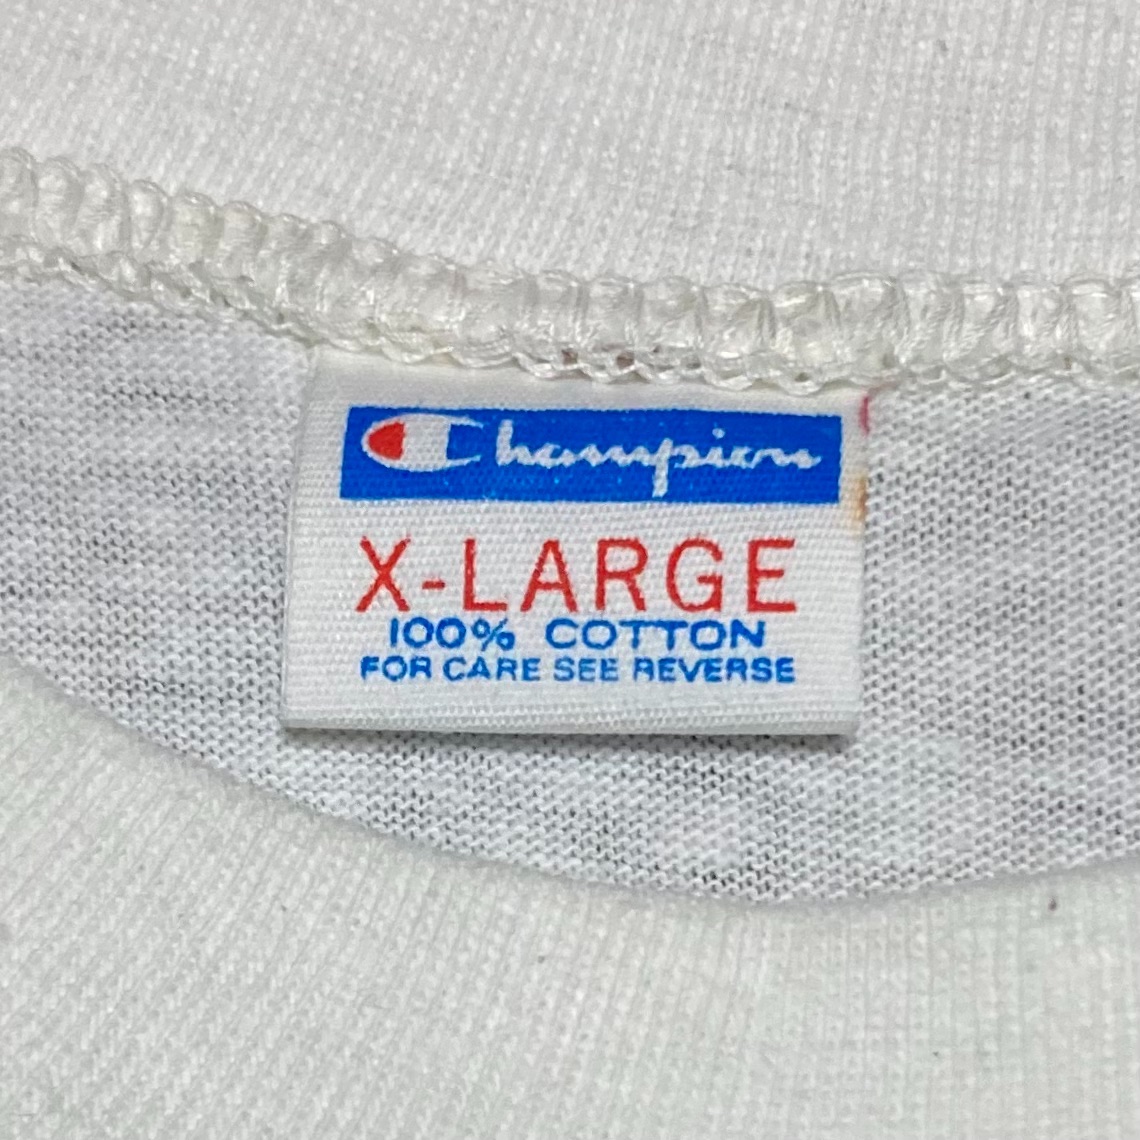 Champion
X-LARGE
100% COTTON
FOR CARE SEE REVERSE